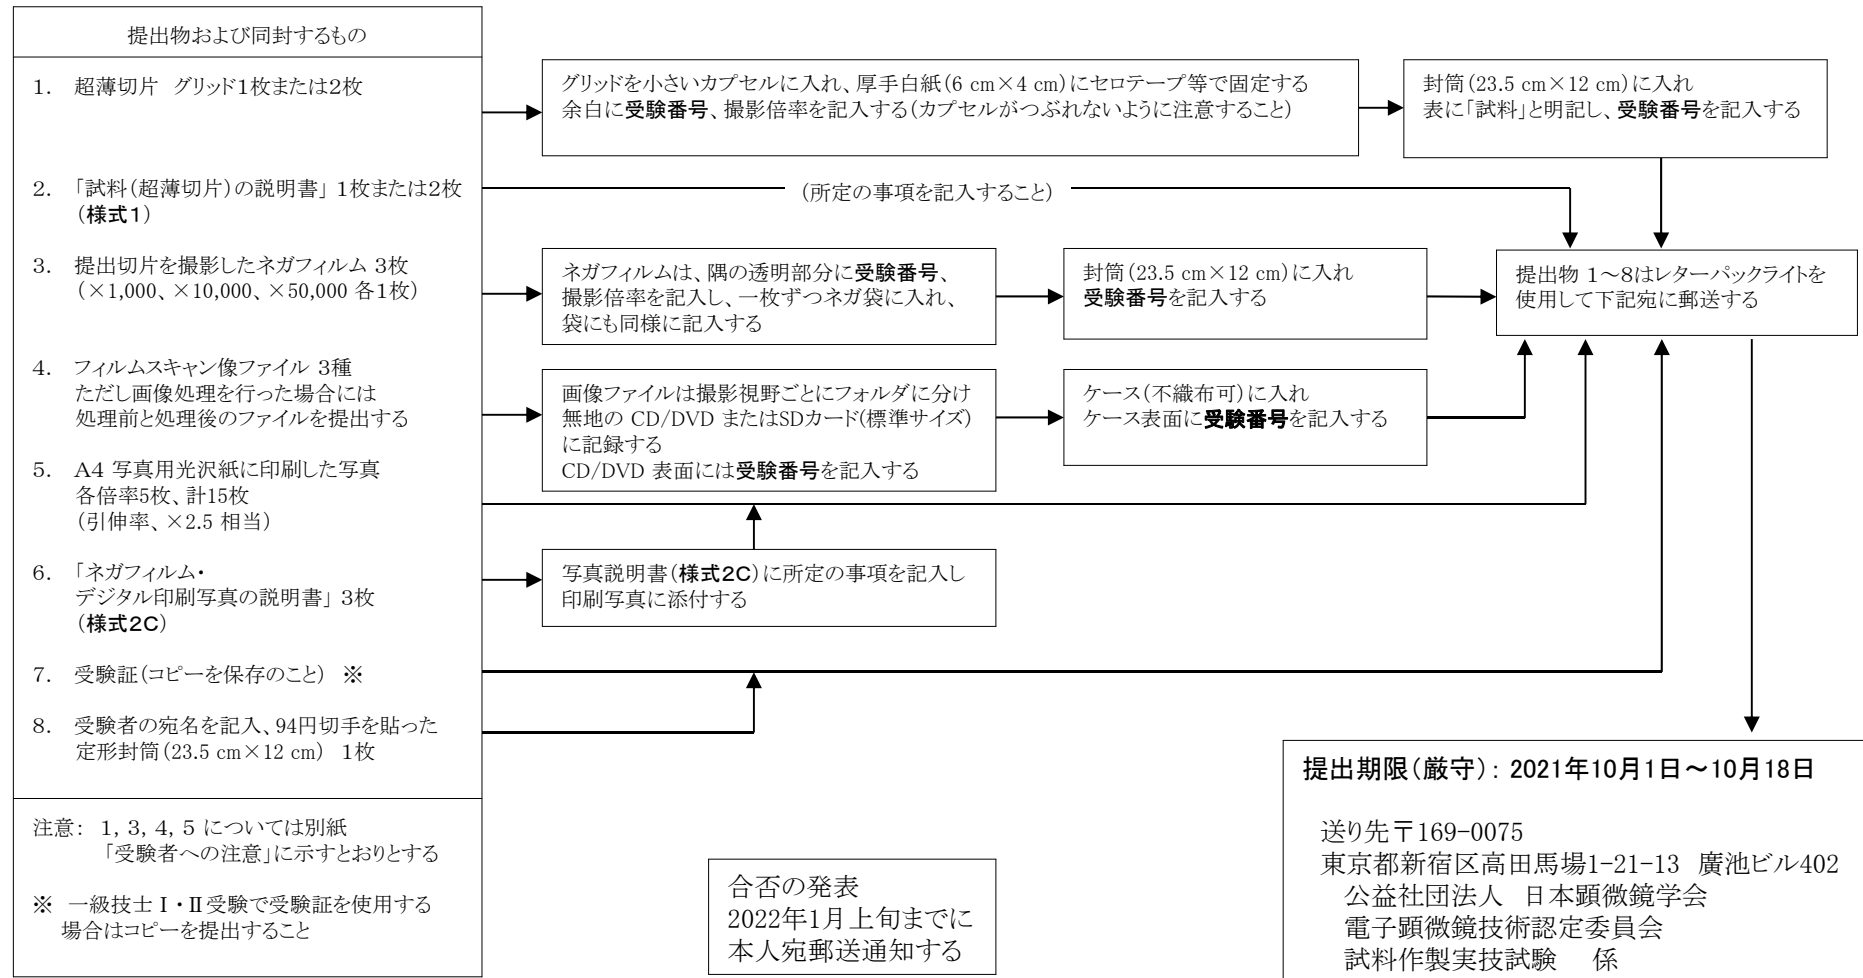 提出物および同封するもの
1. 超薄切片 グリッド1枚または2枚
グリッドを小さいカプセルに入れ、厚手白紙(6 cm×4 cm)にセロテープ等で固定する
余白に受験番号、撮影倍率を記入する(カプセルがつぶれないように注意すること)
封筒(23.5 cm×12 cm)に入れ
表に「試料」と明記し、受験番号を記入する
2. 「試料(超薄切片)の説明書」 1枚または2枚
(様式1)
(所定の事項を記入すること)
3. 提出切片を撮影したネガフィルム 3枚
(×1,000、×10,000、×50,000 各1枚)
ネガフィルムは、隅の透明部分に受験番号、
撮影倍率を記入し、一枚ずつネガ袋に入れ、
袋にも同様に記入する
封筒(23.5 cm×12 cm)に入れ
受験番号を記入する
提出物 1~8はレターパックライトを
使用して下記宛に郵送する
4. フィルムスキャン像ファイル 3種
ただし画像処理を行った場合には
処理前と処理後のファイルを提出する
画像ファイルは撮影視野ごとにフォルダに分け
無地の CD/DVD またはSDカード(標準サイズ)
に記録する
CD/DVD 表面には受験番号を記入する
ケース(不織布可)に入れ
ケース表面に受験番号を記入する
5. A4 写真用光沢紙に印刷した写真
各倍率5枚、計15枚
(引伸率、×2.5 相当)
6. 「ネガフィルム・
デジタル印刷写真の説明書」 3枚
(様式2C)
写真説明書(様式2C)に所定の事項を記入し
印刷写真に添付する
7. 受験証(コピーを保存のこと) ※
8. 受験者の宛名を記入、94円切手を貼った
定形封筒(23.5 cm×12 cm) 1枚
注意: 1, 3, 4, 5 については別紙
「受験者への注意」に示すとおりとする
※ 一級技士Ⅰ・Ⅱ受験で受験証を使用する
場合はコピーを提出すること
合否の発表
2022年1月上旬までに
本人宛郵送通知する
提出期限(厳守): 2021年10月1日~10月18日
送り先〒169-0075
東京都新宿区高田馬場1-21-13 廣池ビル402
公益社団法人 日本顕微鏡学会
電子顕微鏡技術認定委員会
試料作製実技試験 係